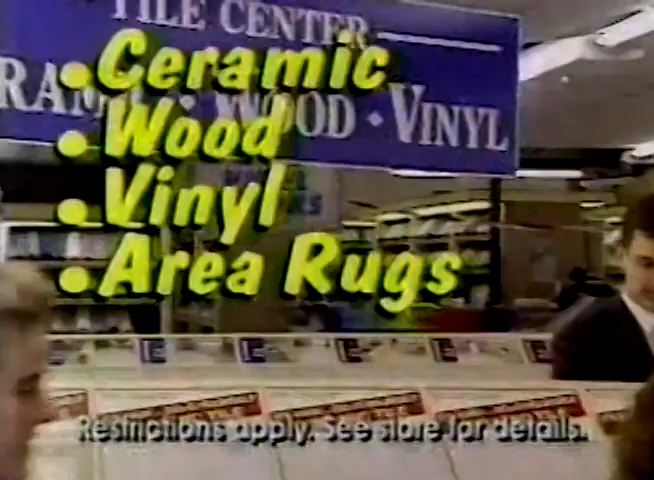 TILE CENTER
WOOD • VINYL
• Ceramic
• Wood
• Vinyl
• Area Rugs
Restrictions apply. See store for details.